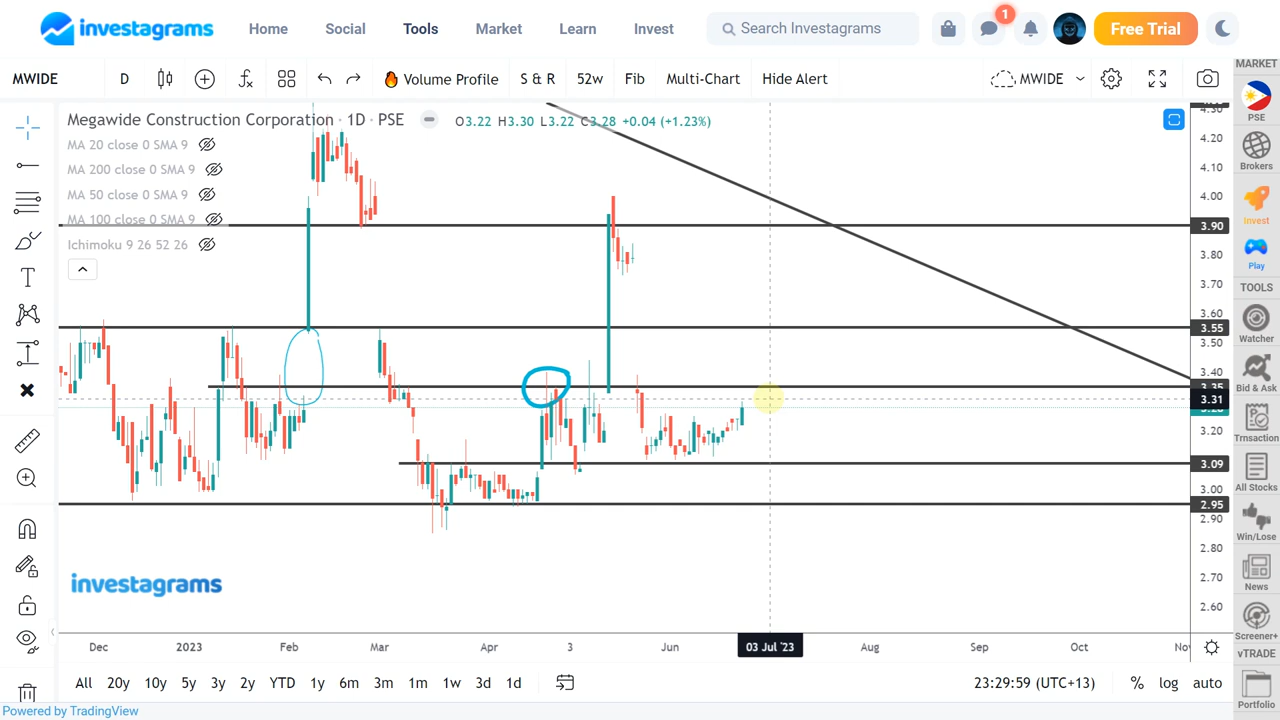 investagrams Home Social Tools Market Learn Invest Search Investagrams 1 Free Trial
MWIDE D Volume Profile S & R 52w Fib Multi-Chart Hide Alert MWIDE
Megawide Construction Corporation · 1D · PSE O3.22 H3.30 L3.22 C3.28 +0.04 (+1.23%)
MA 20 close 0 SMA 9
MA 200 close 0 SMA 9
MA 50 close 0 SMA 9
MA 100 close 0 SMA 9
Ichimoku 9 26 52 26
4.20
4.10
4.00
3.90
3.80
3.70
3.60
3.55
3.50
3.40
3.35
3.31
3.20
3.09
3.00
2.95
2.90
2.80
2.70
2.60
investagrams
Dec 2023 Feb Mar Apr 3 Jun 03 Jul '23 Aug Sep Oct
All 20y 10y 5y 3y 2y YTD 1y 6m 3m 1m 1w 3d 1d 23:29:59 (UTC+13) % log auto
Powered by TradingView
MARKET
PSE
Brokers
Invest
Play
TOOLS
Watcher
Bid & Ask
Trnsaction
All Stocks
Win/Lose
News
Screener+
vTRADE
Portfolio